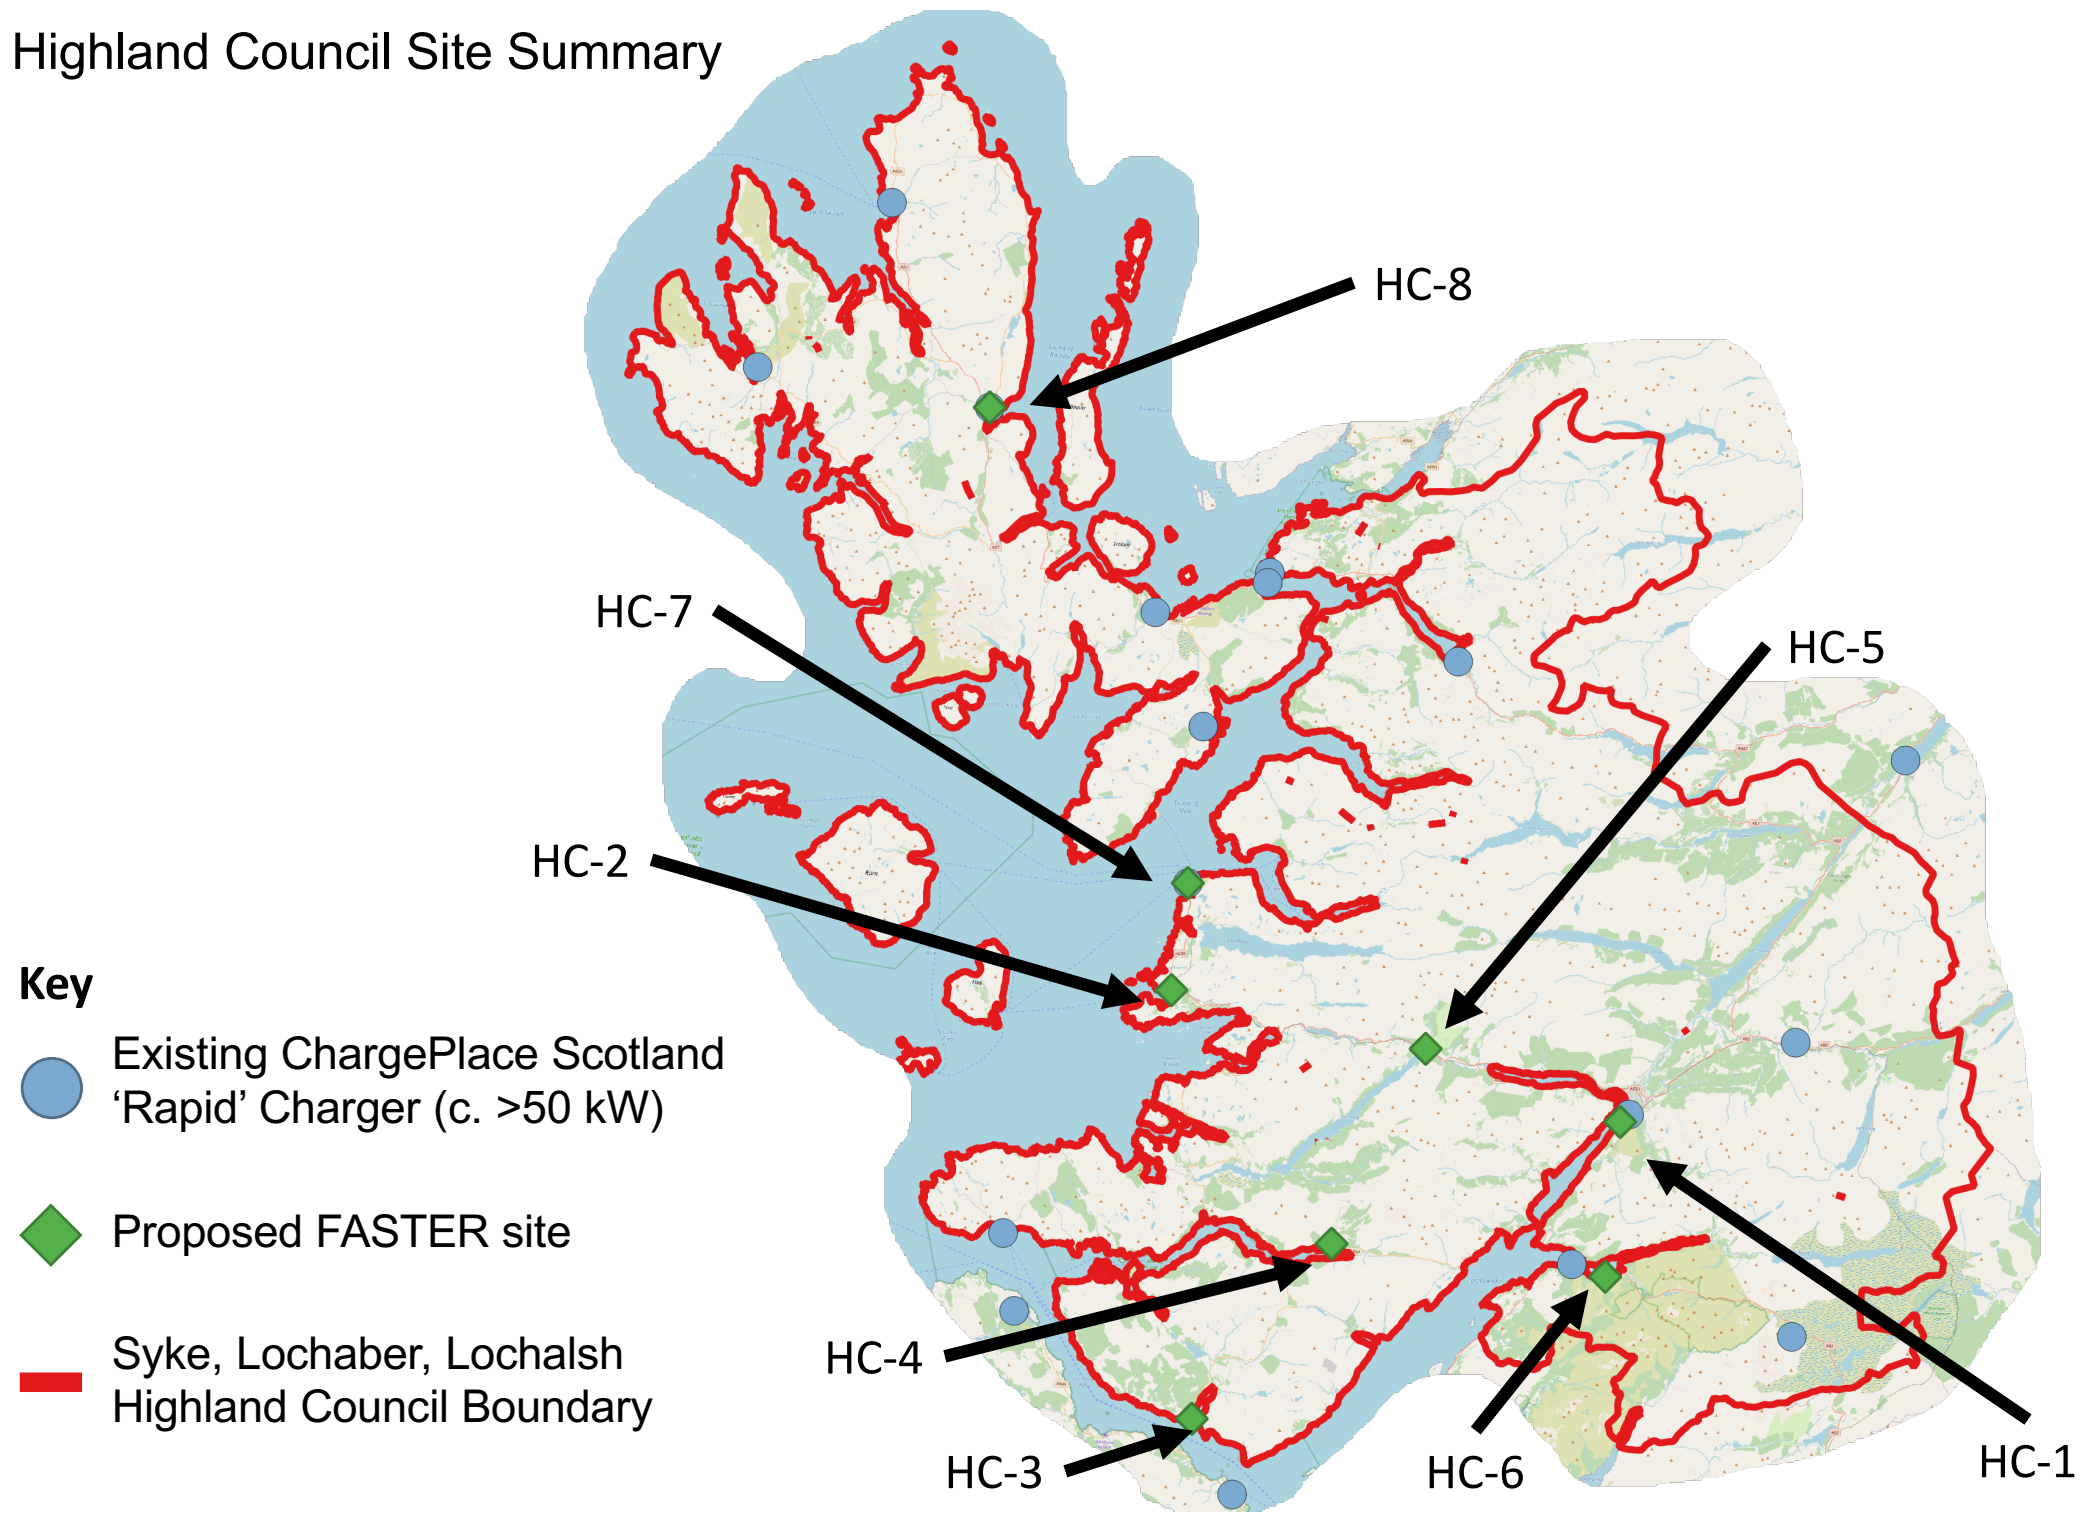 Highland Council Site Summary
HC-8
HC-7
HC-5
HC-2
Rum
Key
Existing ChargePlace Scotland
‘Rapid’ Charger (c. >50 kW)
Proposed FASTER site
Syke, Lochaber, Lochalsh
Highland Council Boundary
HC-4
HC-3
HC-6
HC-1